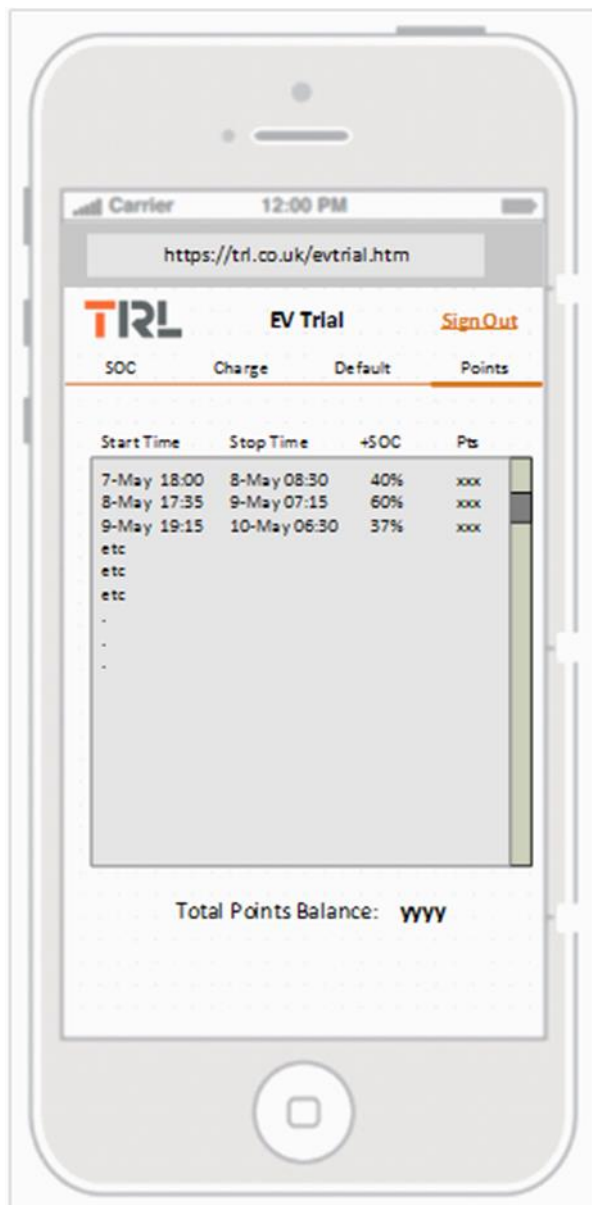 Carrier 12:00 PM
https://trl.co.uk/evtrial.htm
TRL EV Trial Sign Out
SOC Charge Default Points
Start Time Stop Time +SOC Pts
7-May 18:00 8-May 08:30 40% xxx
8-May 17:35 9-May 07:15 60% xxx
9-May 19:15 10-May 06:30 37% xxx
etc
etc
etc
.
.
.
Total Points Balance: yyyy